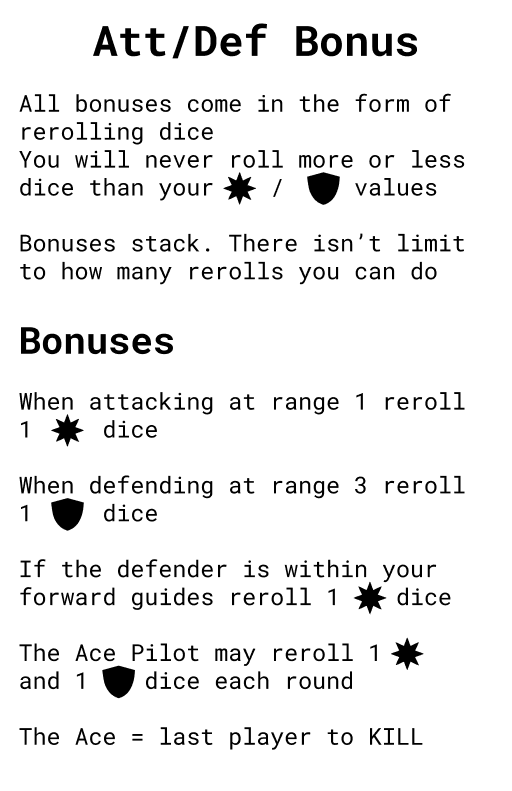 Att/Def Bonus
All bonuses come in the form of
rerolling dice
You will never roll more or less
dice than your / values
Bonuses stack. There isn't limit
to how many rerolls you can do
Bonuses
When attacking at range 1 reroll
1 dice
When defending at range 3 reroll
1 dice
If the defender is within your
forward guides reroll 1 dice
The Ace Pilot may reroll 1
and 1 dice each round
The Ace = last player to KILL